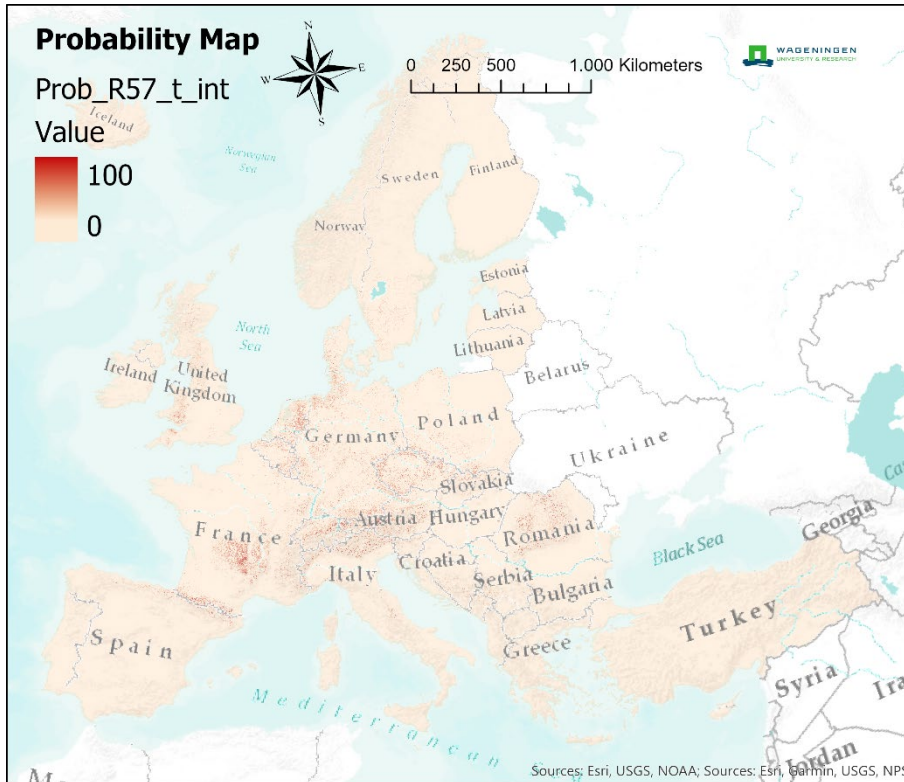 Probability Map
Prob_R57_t_int
Value
100
0
N
W
E
S
0 250 500 1.000 Kilometers
WAGENINGEN
UNIVERSITY & RESEARCH
Iceland
Norwegian
Sea
Sweden
Finland
Norway
Estonia
Latvia
Lithuania
North
Sea
Ireland
United
Kingdom
Belarus
Germany
Poland
Ukraine
Slovakia
Austria
Hungary
France
Romania
Croatia
Italy
Serbia
Bulgaria
Black Sea
Georgia
Spain
Greece
Turkey
Syria
Mediterranean
Jordan
Sources: Esri, USGS, NOAA; Sources: Esri, Garmin, USGS, NPS